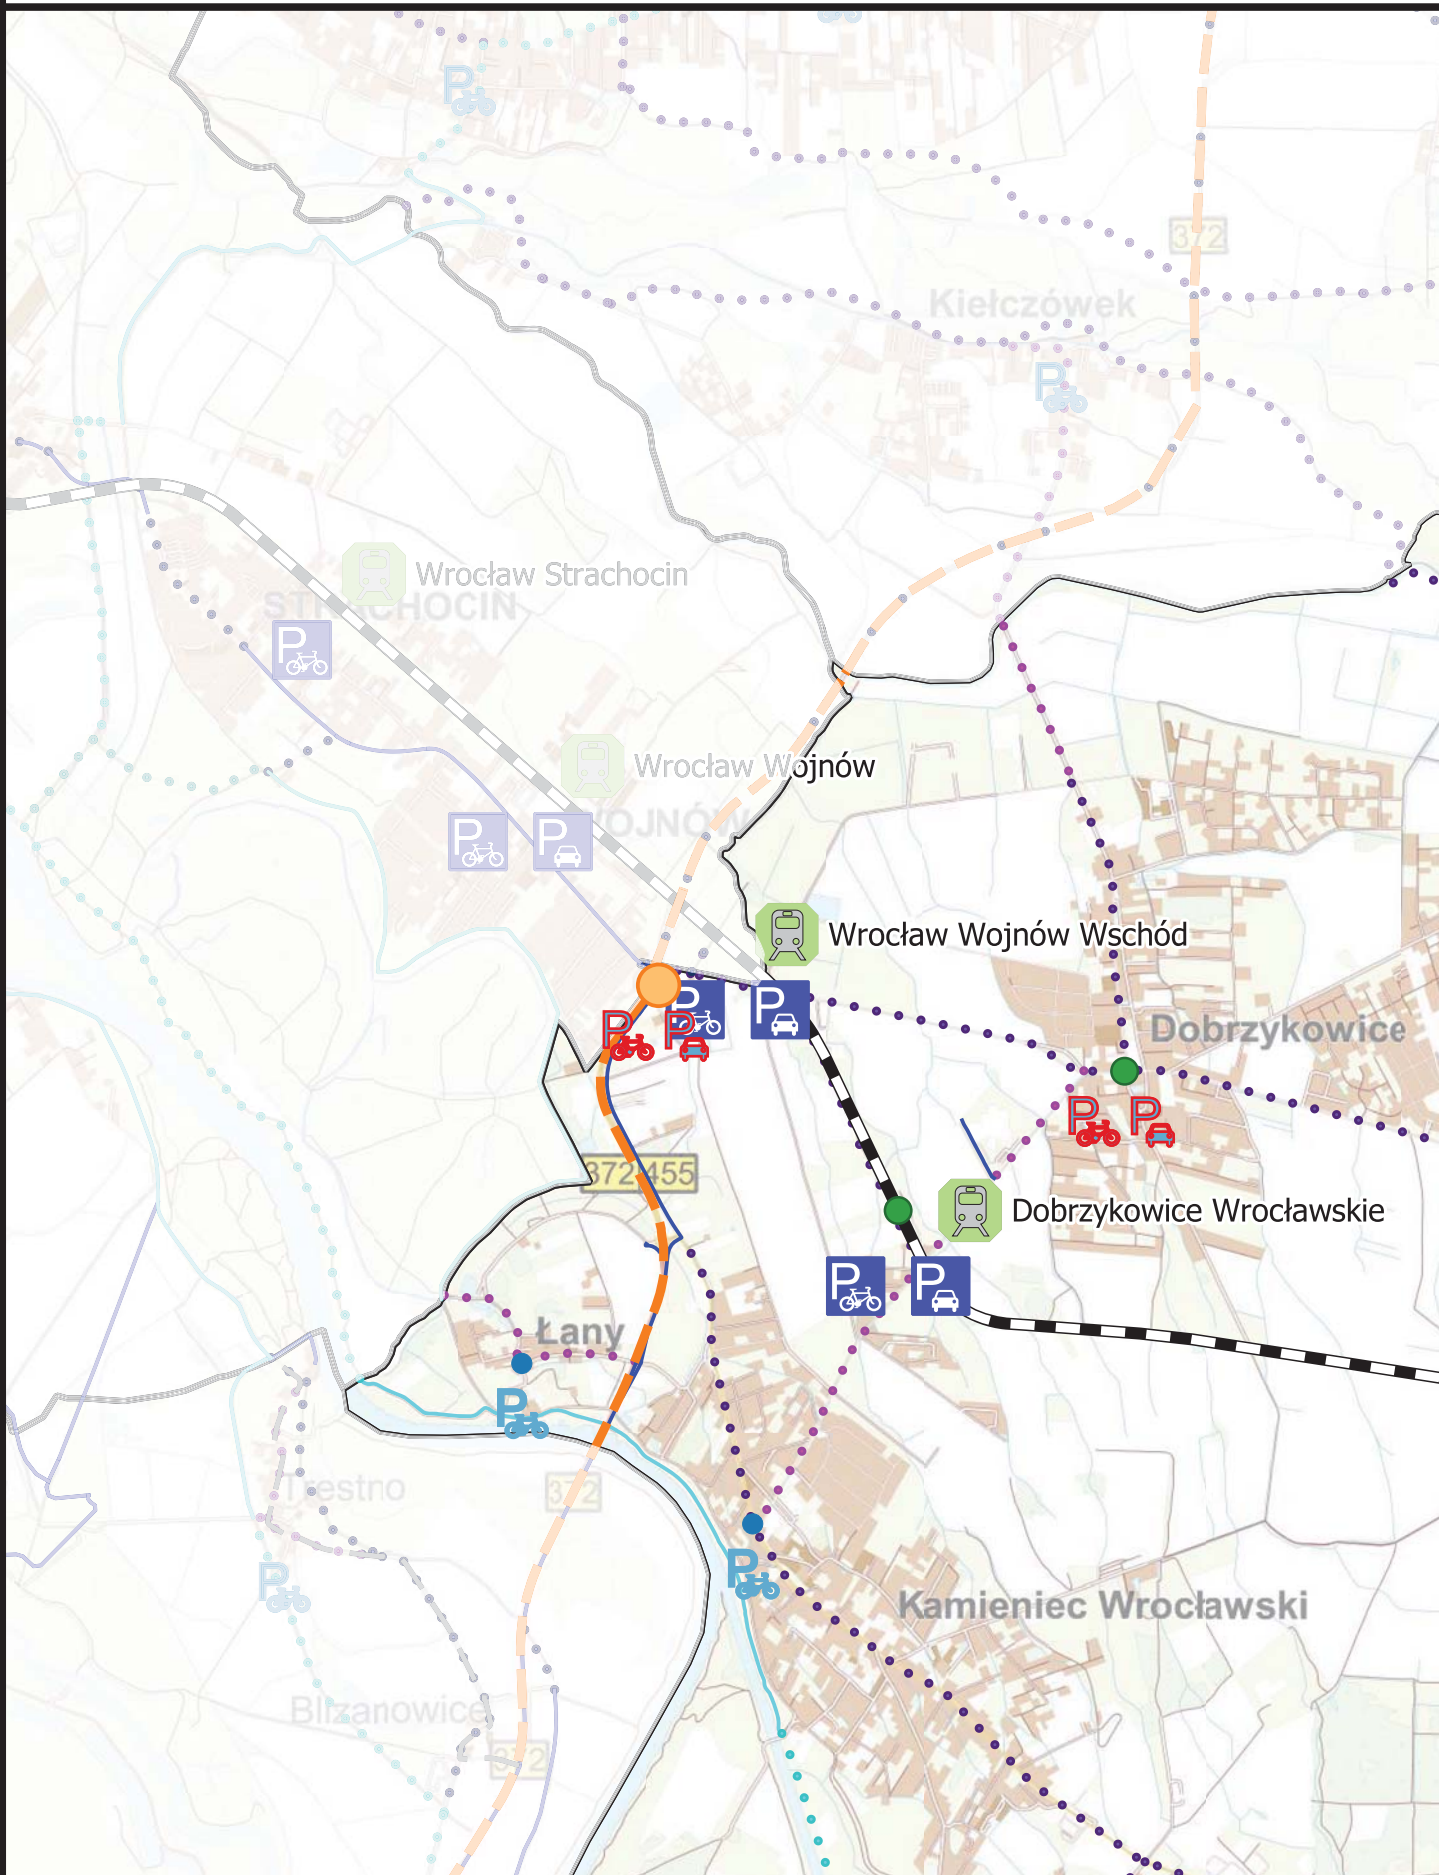 P
372
Kiełczówek
P
Wrocław Strachocin
STRACHOCIN
P
Wrocław Wojnów
WOJNÓW
P P
Wrocław Wojnów Wschód
P P
P P
Dobrzykowice
P P
372 455
Dobrzykowice Wrocławskie
P P
Łany
P
Trestno
372
P
P
Kamieniec Wrocławski
Blizanowice
372